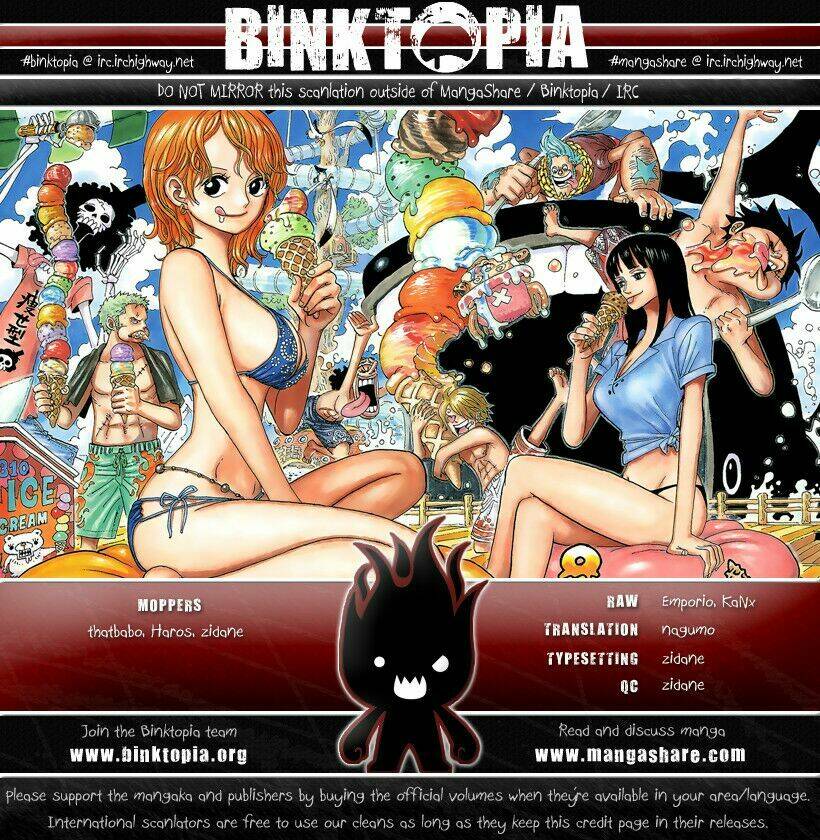 BINKTOPIA
#binktopia @ irc.irchighway.net
#mangashare @ irc.irchighway.net
DO NOT MIRROR this scanlation outside of MangaShare / Binktopia / IRC
310
ICE
CREAM
MOPPERS
thatbabo, Haros, zidane
RAW Emporio, KaiNx
TRANSLATION nagumo
TYPESETTING zidane
QC zidane
Join the Binktopia team
www.binktopia.org
Read and discuss manga
www.mangashare.com
Please support the mangaka and publishers by buying the official volumes when they're available in your area/language.
International scanlators are free to use our cleans as long as they keep this credit page in their releases.